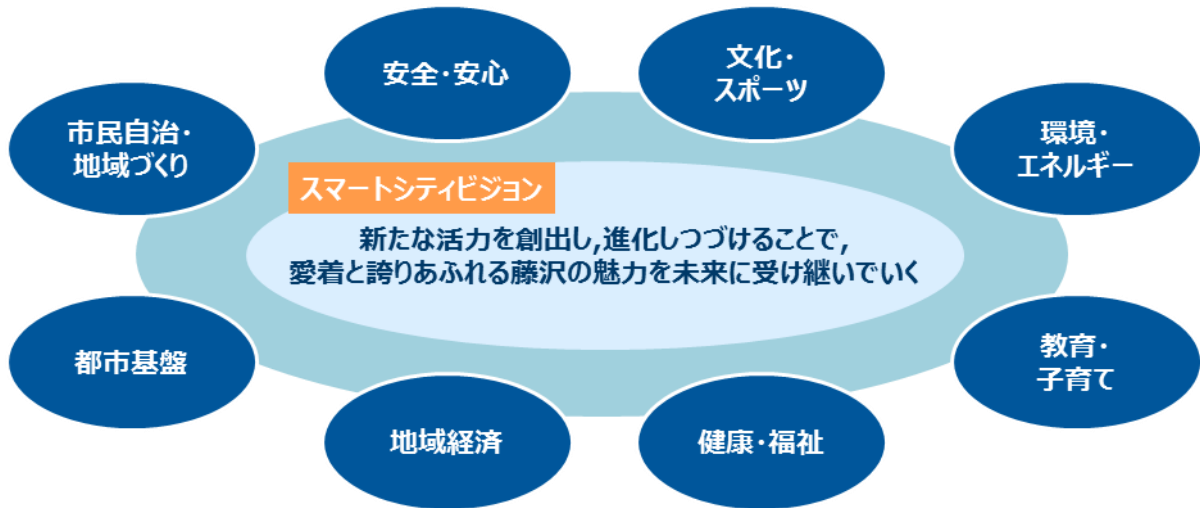 安全・安心
文化・
スポーツ
市民自治・
地域づくり
環境・
エネルギー
スマートシティビジョン
新たな活力を創出し,進化しつづけることで,
愛着と誇りあふれる藤沢の魅力を未来に受け継いでいく
都市基盤
教育・
子育て
地域経済
健康・福祉